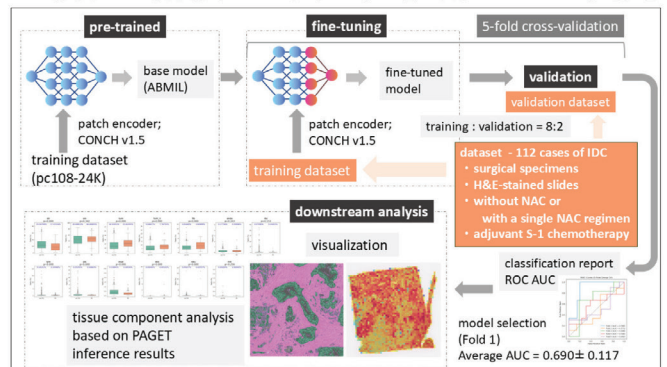 pre-trained
fine-tuning
5-fold cross-validation
base model
(ABMIL)
fine-tuned
model
validation
validation dataset
patch encoder;
CONCH v1.5
patch encoder;
CONCH v1.5
training : validation = 8:2
training dataset
(pc108-24K)
training dataset
dataset - 112 cases of IDC
• surgical specimens
• H&E-stained slides
• without NAC or
with a single NAC regimen
• adjuvant S-1 chemotherapy
downstream analysis
visualization
classification report
ROC AUC
tissue component analysis
based on PAGET
inference results
model selection
(Fold 1)
Average AUC = 0.690± 0.117